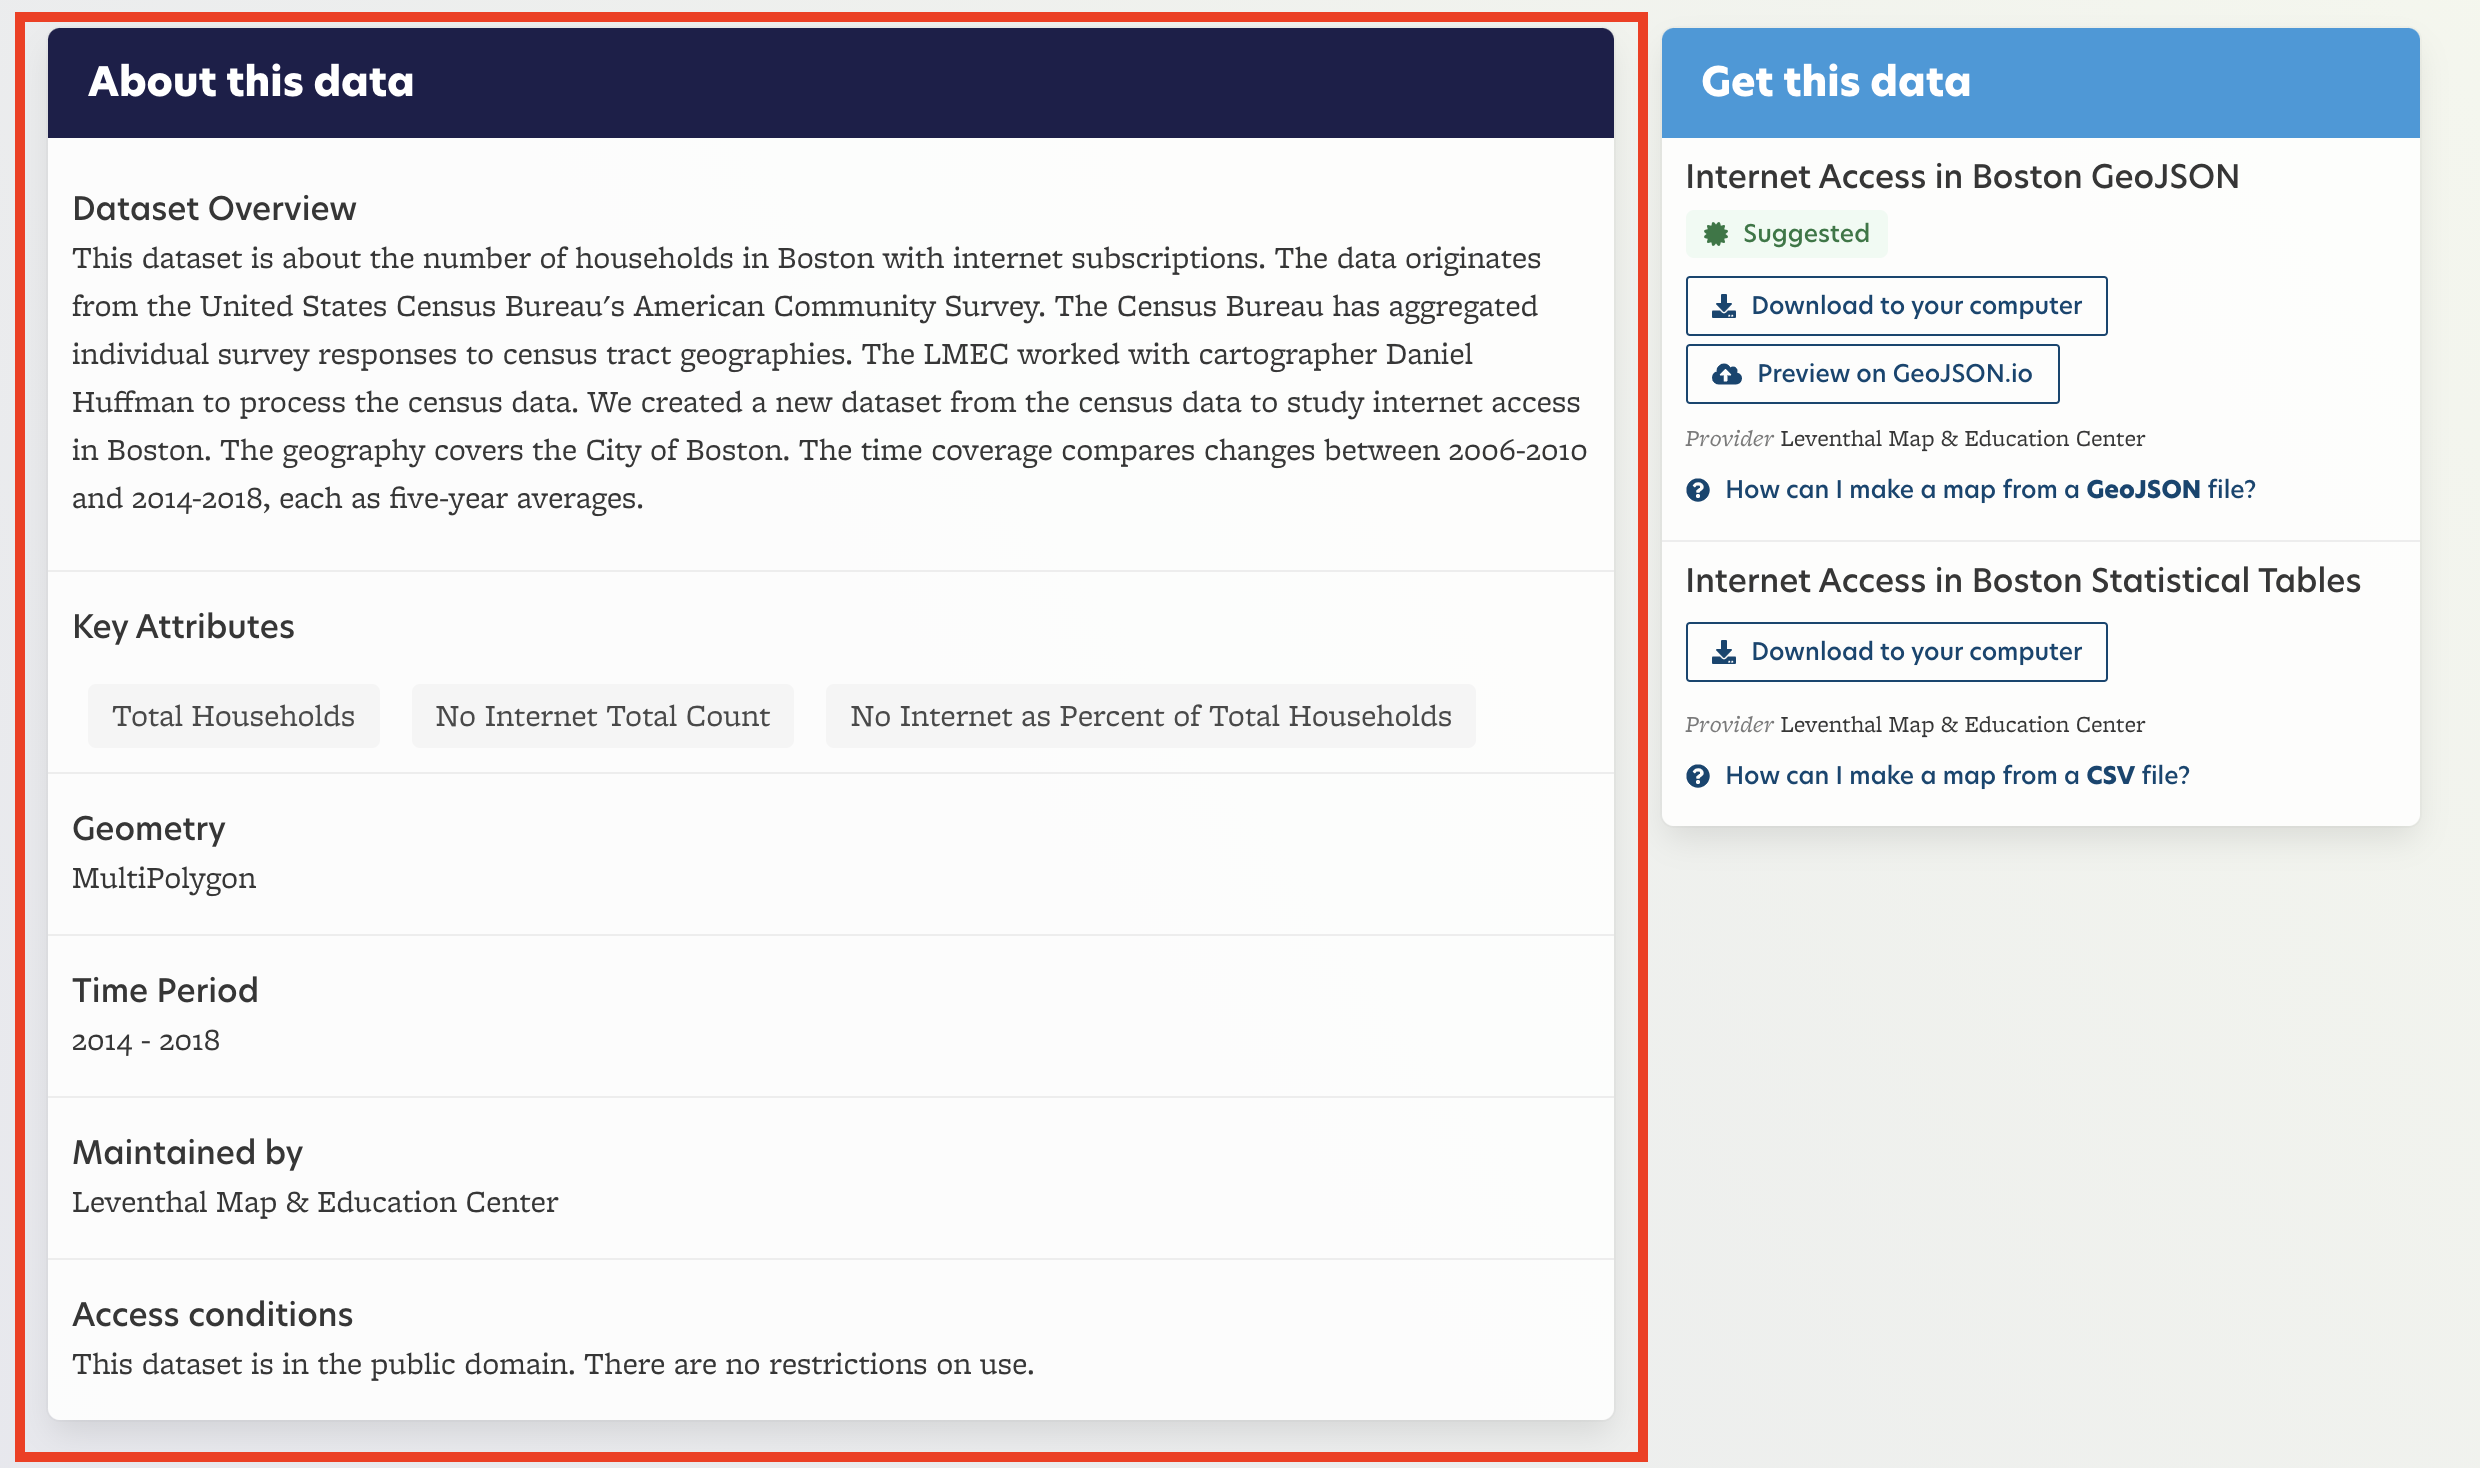 About this data
Dataset Overview
This dataset is about the number of households in Boston with internet subscriptions. The data originates
from the United States Census Bureau's American Community Survey. The Census Bureau has aggregated
individual survey responses to census tract geographies. The LMEC worked with cartographer Daniel
Huffman to process the census data. We created a new dataset from the census data to study internet access
in Boston. The geography covers the City of Boston. The time coverage compares changes between 2006-2010
and 2014-2018, each as five-year averages.
Key Attributes
Total Households No Internet Total Count No Internet as Percent of Total Households
Geometry
MultiPolygon
Time Period
2014 - 2018
Maintained by
Leventhal Map & Education Center
Access conditions
This dataset is in the public domain. There are no restrictions on use.
Get this data
Internet Access in Boston GeoJSON
Suggested
Download to your computer
Preview on GeoJSON.io
Provider Leventhal Map & Education Center
How can I make a map from a GeoJSON file?
Internet Access in Boston Statistical Tables
Download to your computer
Provider Leventhal Map & Education Center
How can I make a map from a CSV file?